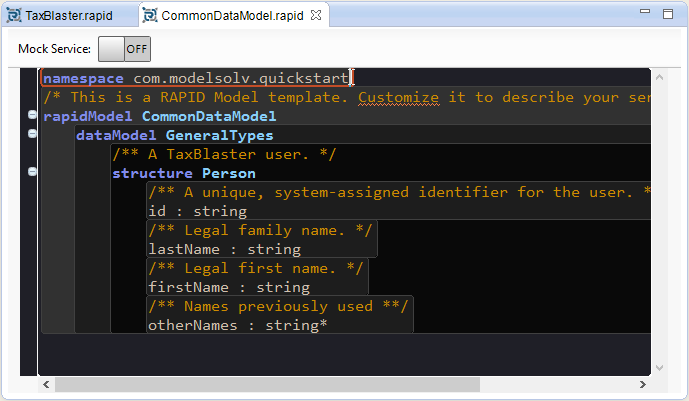 TaxBlaster.rapid CommonDataModel.rapid
Mock Service: OFF
namespace com.modelsolv.quickstart
/* This is a RAPID Model template. Customize it to describe your ser
rapidModel CommonDataModel
dataModel GeneralTypes
/** A TaxBlaster user. */
structure Person
/** A unique, system-assigned identifier for the user. *
id : string
/** Legal family name. */
lastName : string
/** Legal first name. */
firstName : string
/** Names previously used **/
otherNames : string*